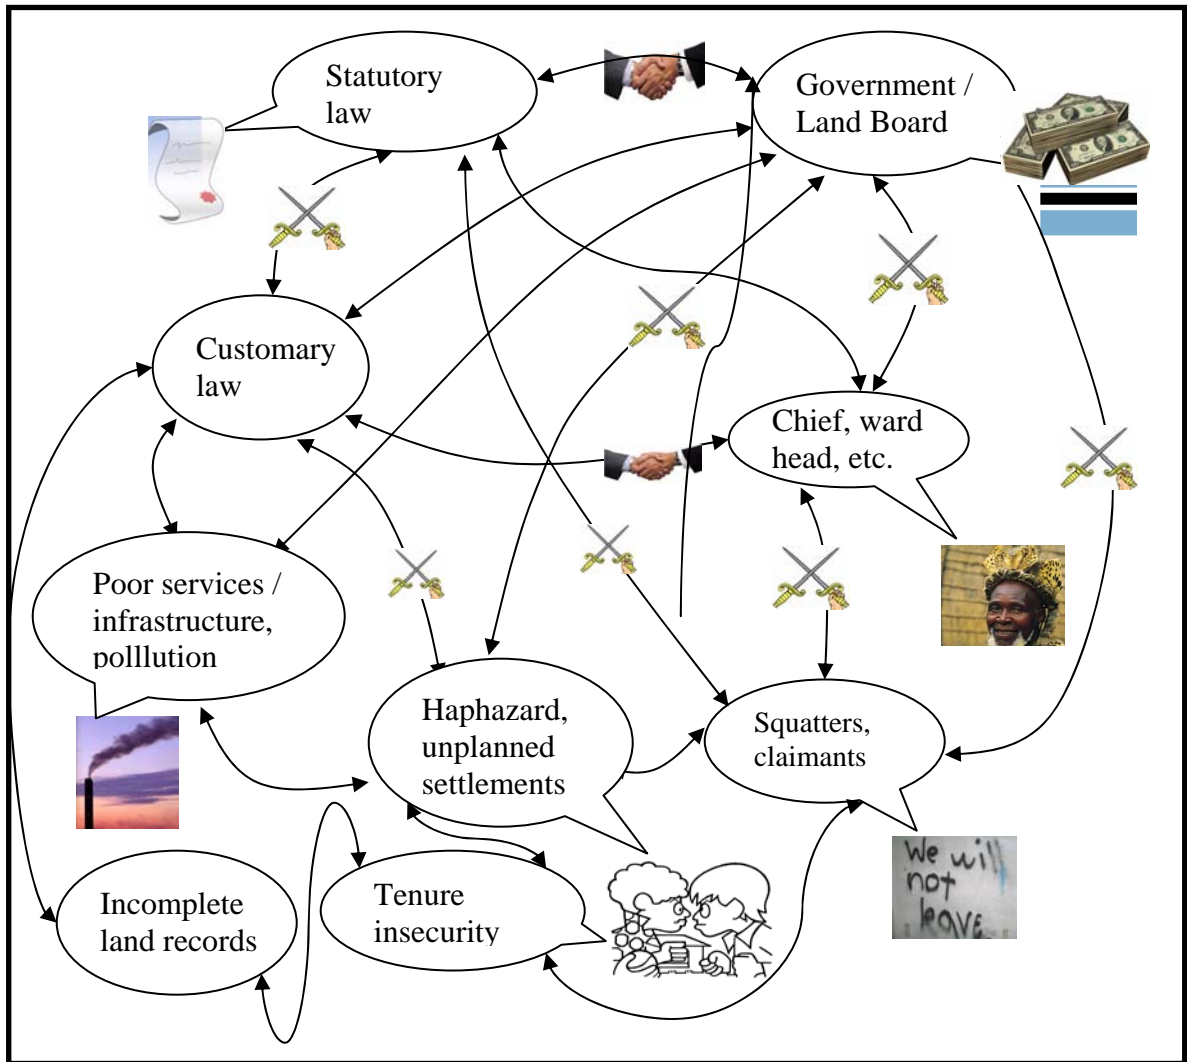 Statutory
law
Government /
Land Board
Customary
law
Chief, ward
head, etc.
Poor services /
infrastructure,
polllution
Haphazard,
unplanned
settlements
Squatters,
claimants
We will
not
leave
Incomplete
land records
Tenure
insecurity